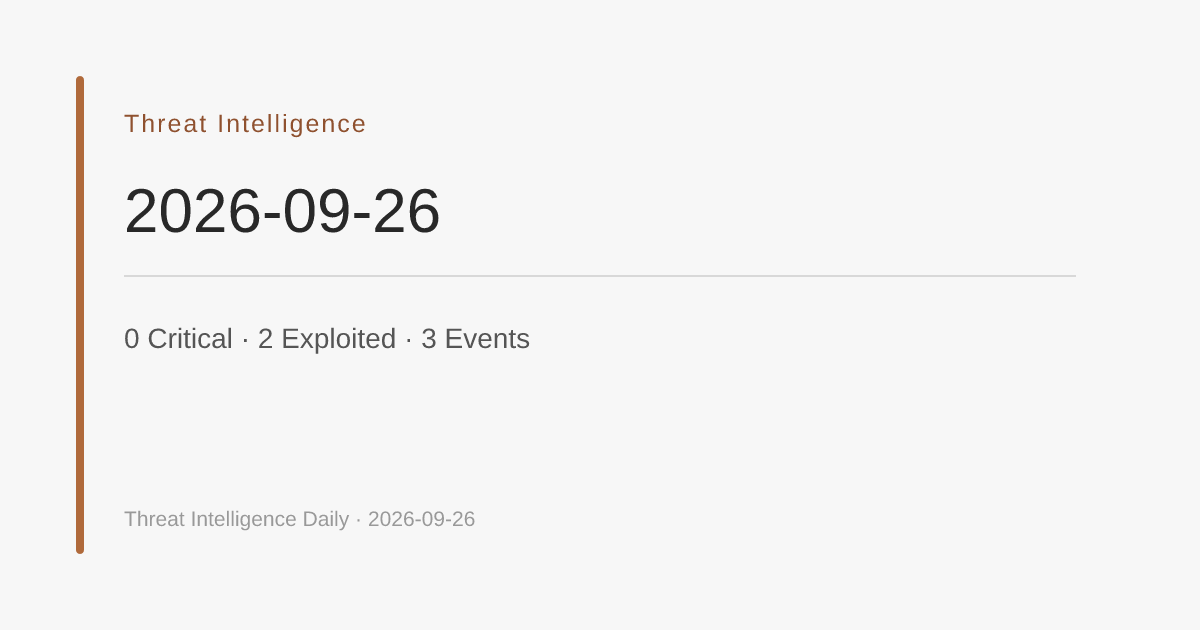 Threat Intelligence
2026-09-26
0 Critical · 2 Exploited · 3 Events
Threat Intelligence Daily · 2026-09-26